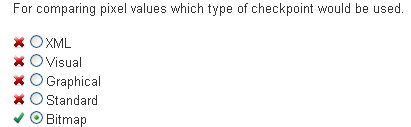 For comparing pixel values which type of checkpoint would be used.
XML
Visual
Graphical
Standard
Bitmap